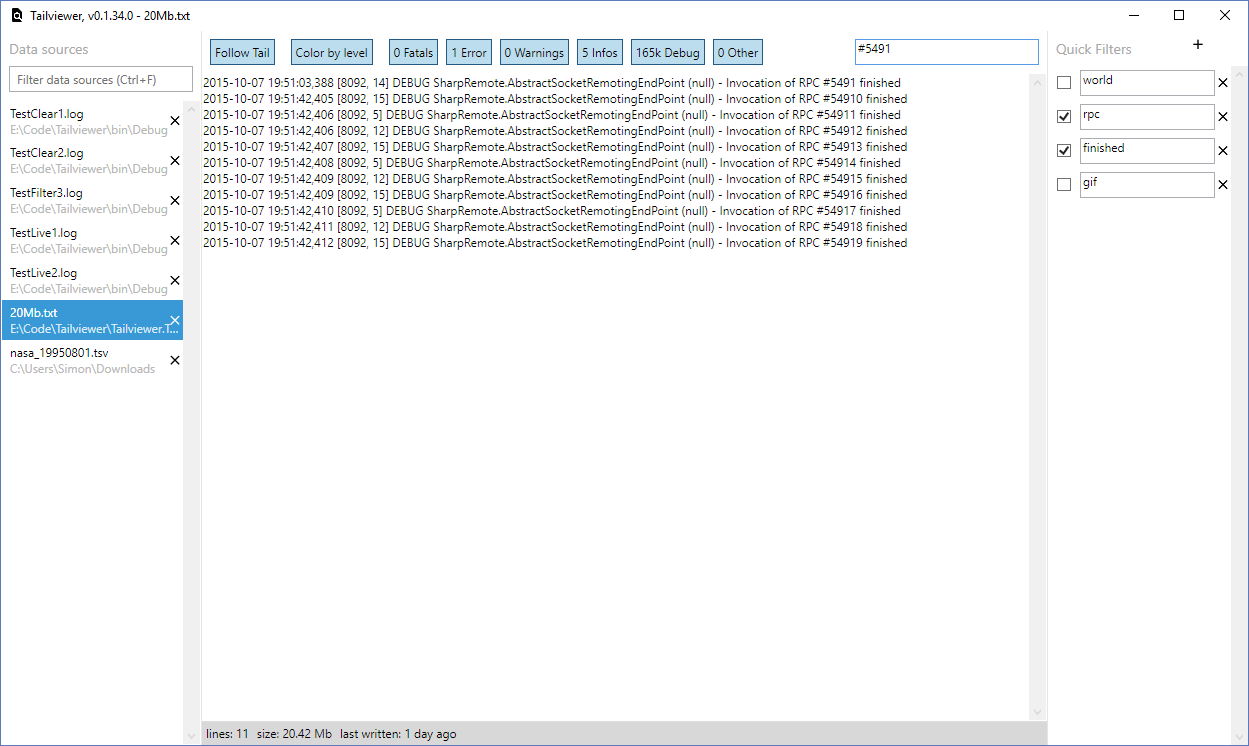 Tailviewer, v0.1.34.0 - 20Mb.txt
Data sources
Filter data sources (Ctrl+F)
TestClear1.log
E:\Code\Tailviewer\bin\Debug
TestClear2.log
E:\Code\Tailviewer\bin\Debug
TestFilter3.log
E:\Code\Tailviewer\bin\Debug
TestLive1.log
E:\Code\Tailviewer\bin\Debug
TestLive2.log
E:\Code\Tailviewer\bin\Debug
20Mb.txt
E:\Code\Tailviewer\Tailviewer.T...
nasa_19950801.tsv
C:\Users\Simon\Downloads
Follow Tail Color by level 0 Fatals 1 Error 0 Warnings 5 Infos 165k Debug 0 Other #5491
2015-10-07 19:51:03,388 [8092, 14] DEBUG SharpRemote.AbstractSocketRemotingEndPoint (null) - Invocation of RPC #5491 finished
2015-10-07 19:51:42,405 [8092, 15] DEBUG SharpRemote.AbstractSocketRemotingEndPoint (null) - Invocation of RPC #54910 finished
2015-10-07 19:51:42,406 [8092, 5] DEBUG SharpRemote.AbstractSocketRemotingEndPoint (null) - Invocation of RPC #54911 finished
2015-10-07 19:51:42,406 [8092, 12] DEBUG SharpRemote.AbstractSocketRemotingEndPoint (null) - Invocation of RPC #54912 finished
2015-10-07 19:51:42,407 [8092, 15] DEBUG SharpRemote.AbstractSocketRemotingEndPoint (null) - Invocation of RPC #54913 finished
2015-10-07 19:51:42,408 [8092, 5] DEBUG SharpRemote.AbstractSocketRemotingEndPoint (null) - Invocation of RPC #54914 finished
2015-10-07 19:51:42,409 [8092, 12] DEBUG SharpRemote.AbstractSocketRemotingEndPoint (null) - Invocation of RPC #54915 finished
2015-10-07 19:51:42,409 [8092, 15] DEBUG SharpRemote.AbstractSocketRemotingEndPoint (null) - Invocation of RPC #54916 finished
2015-10-07 19:51:42,410 [8092, 5] DEBUG SharpRemote.AbstractSocketRemotingEndPoint (null) - Invocation of RPC #54917 finished
2015-10-07 19:51:42,411 [8092, 12] DEBUG SharpRemote.AbstractSocketRemotingEndPoint (null) - Invocation of RPC #54918 finished
2015-10-07 19:51:42,412 [8092, 15] DEBUG SharpRemote.AbstractSocketRemotingEndPoint (null) - Invocation of RPC #54919 finished
lines: 11 size: 20.42 Mb last written: 1 day ago
Quick Filters
world
rpc
finished
gif